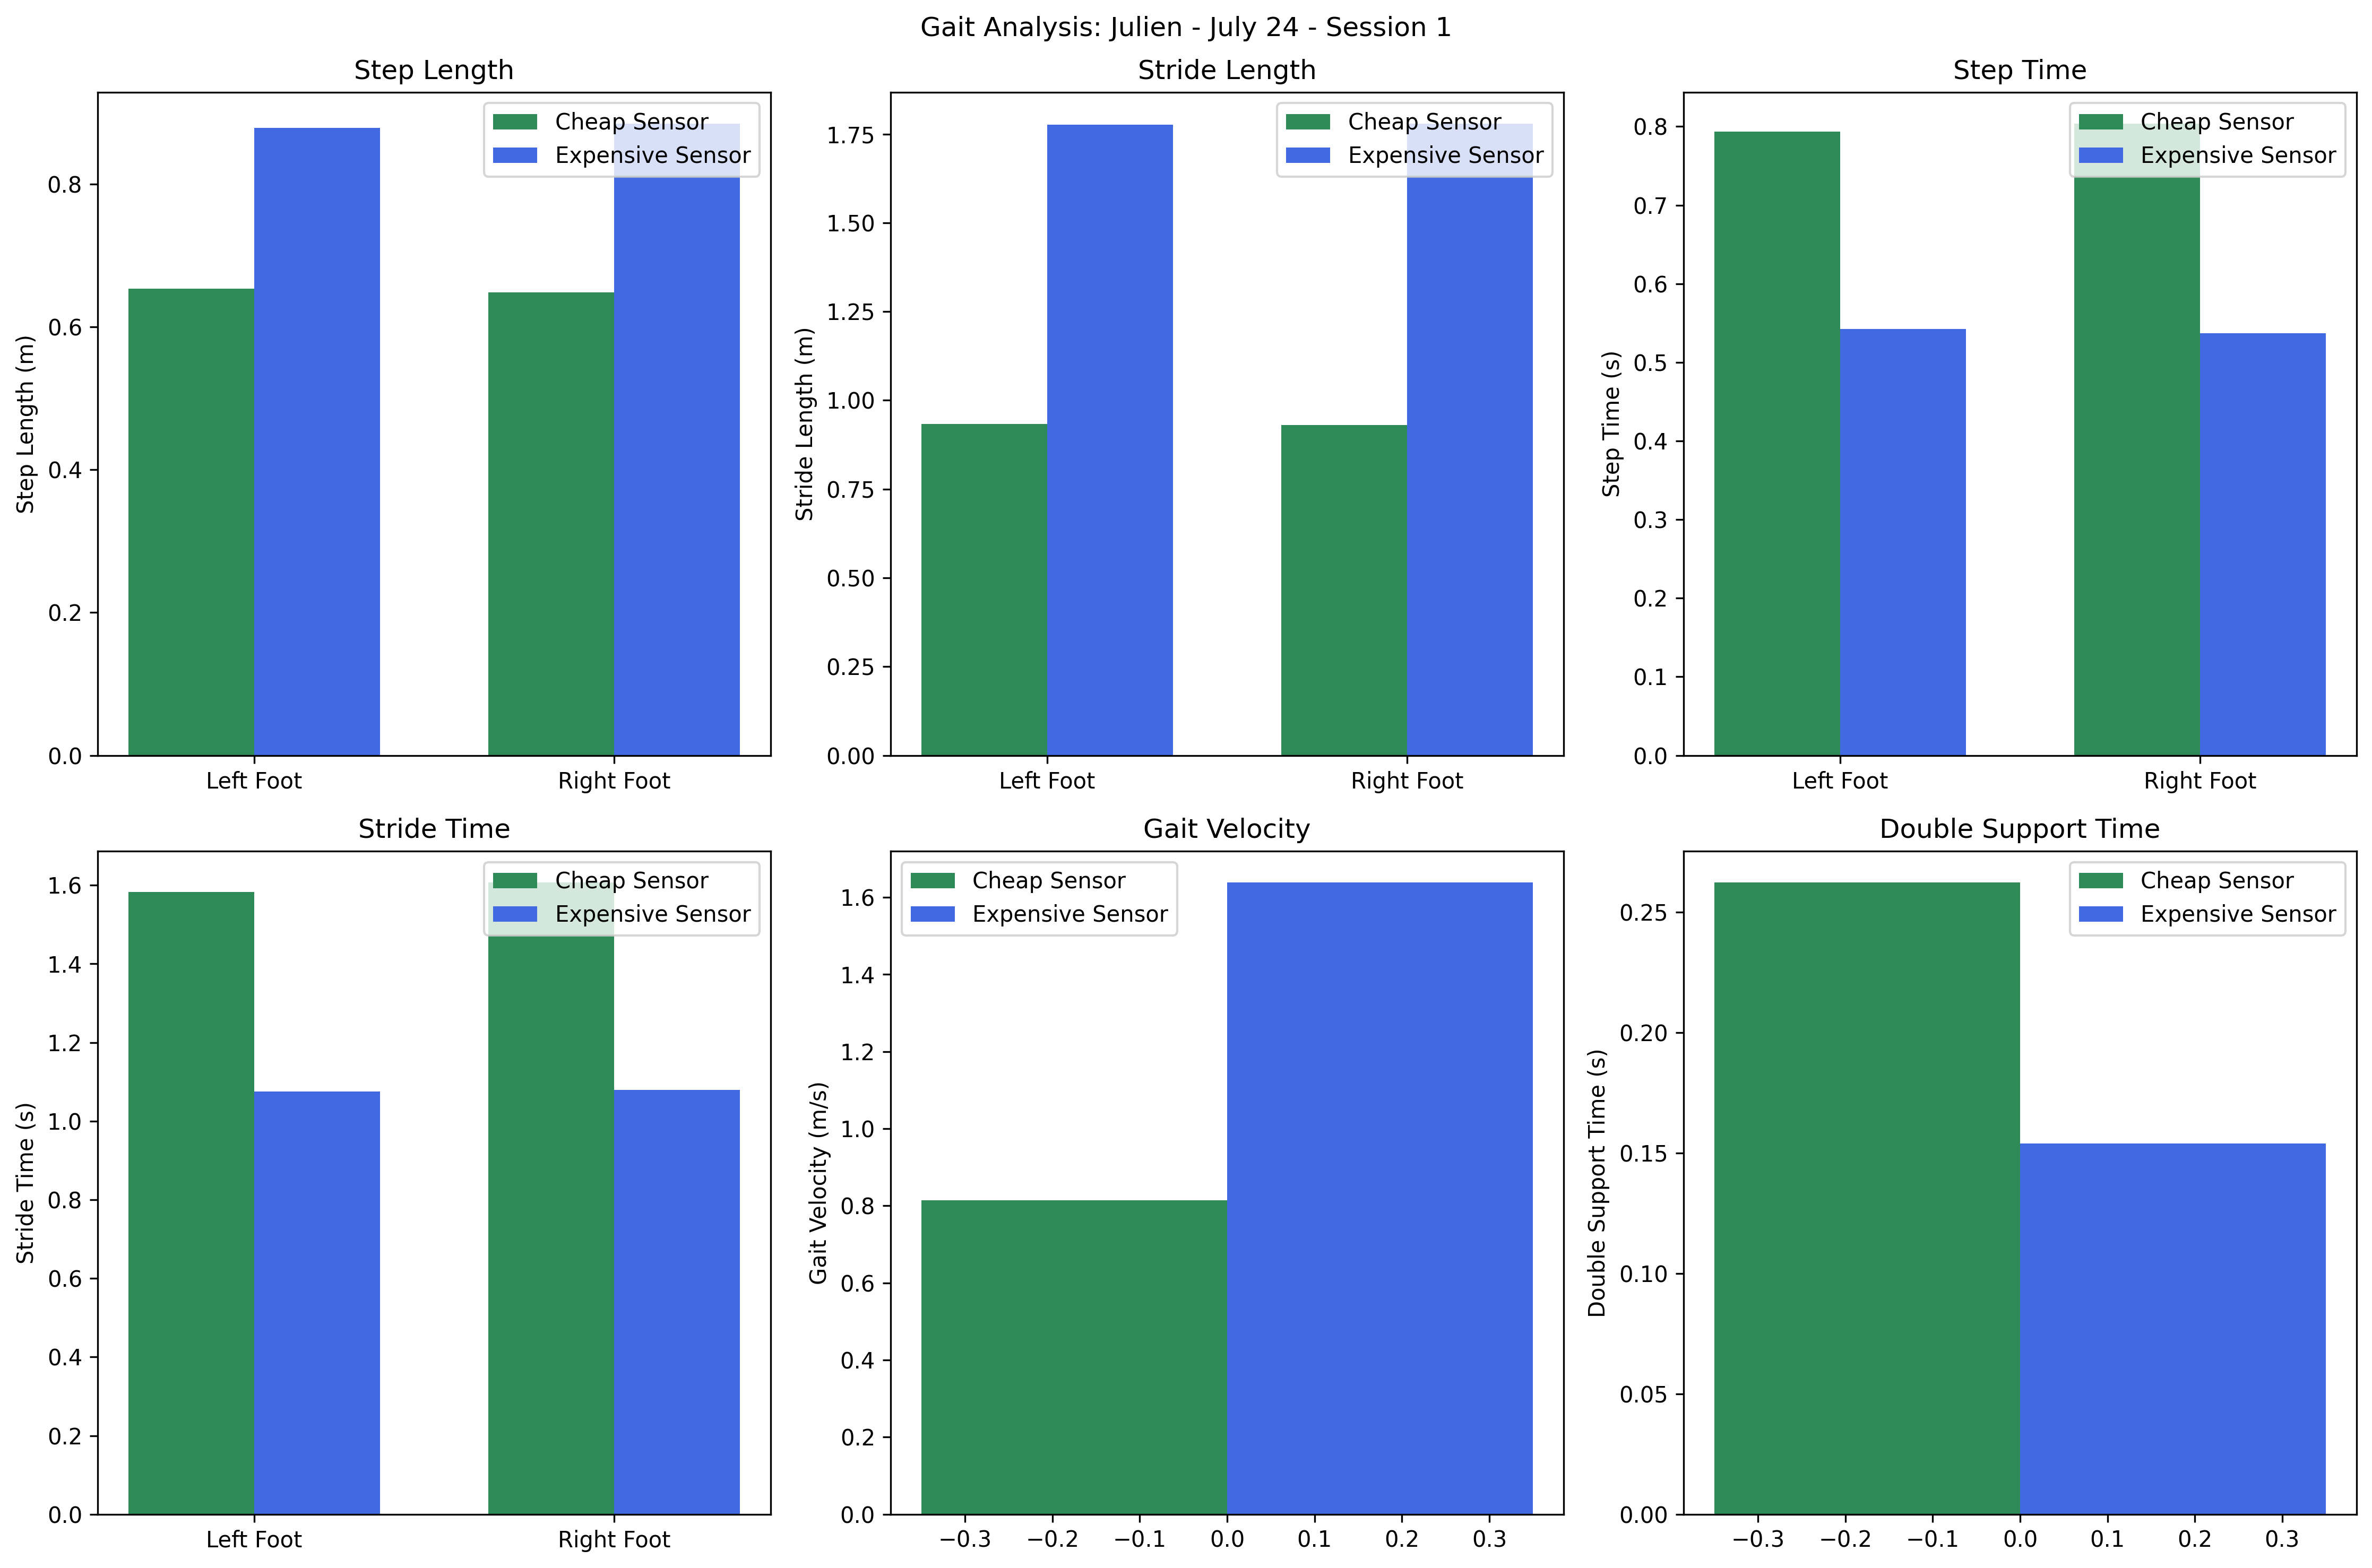 Gait Analysis: Julien - July 24 - Session 1
Step Length
Step Length (m)
0.8
0.6
0.4
0.2
0.0
Left Foot
Right Foot
Cheap Sensor
Expensive Sensor
Stride Length
Stride Length (m)
1.75
1.50
1.25
1.00
0.75
0.50
0.25
0.00
Left Foot
Right Foot
Cheap Sensor
Expensive Sensor
Step Time
Step Time (s)
0.8
0.7
0.6
0.5
0.4
0.3
0.2
0.1
0.0
Left Foot
Right Foot
Cheap Sensor
Expensive Sensor
Stride Time
Stride Time (s)
1.6
1.4
1.2
1.0
0.8
0.6
0.4
0.2
0.0
Left Foot
Right Foot
Cheap Sensor
Expensive Sensor
Gait Velocity
Gait Velocity (m/s)
1.6
1.4
1.2
1.0
0.8
0.6
0.4
0.2
0.0
−0.3 −0.2 −0.1 0.0 0.1 0.2 0.3
Cheap Sensor
Expensive Sensor
Double Support Time
Double Support Time (s)
0.25
0.20
0.15
0.10
0.05
0.00
−0.3 −0.2 −0.1 0.0 0.1 0.2 0.3
Cheap Sensor
Expensive Sensor